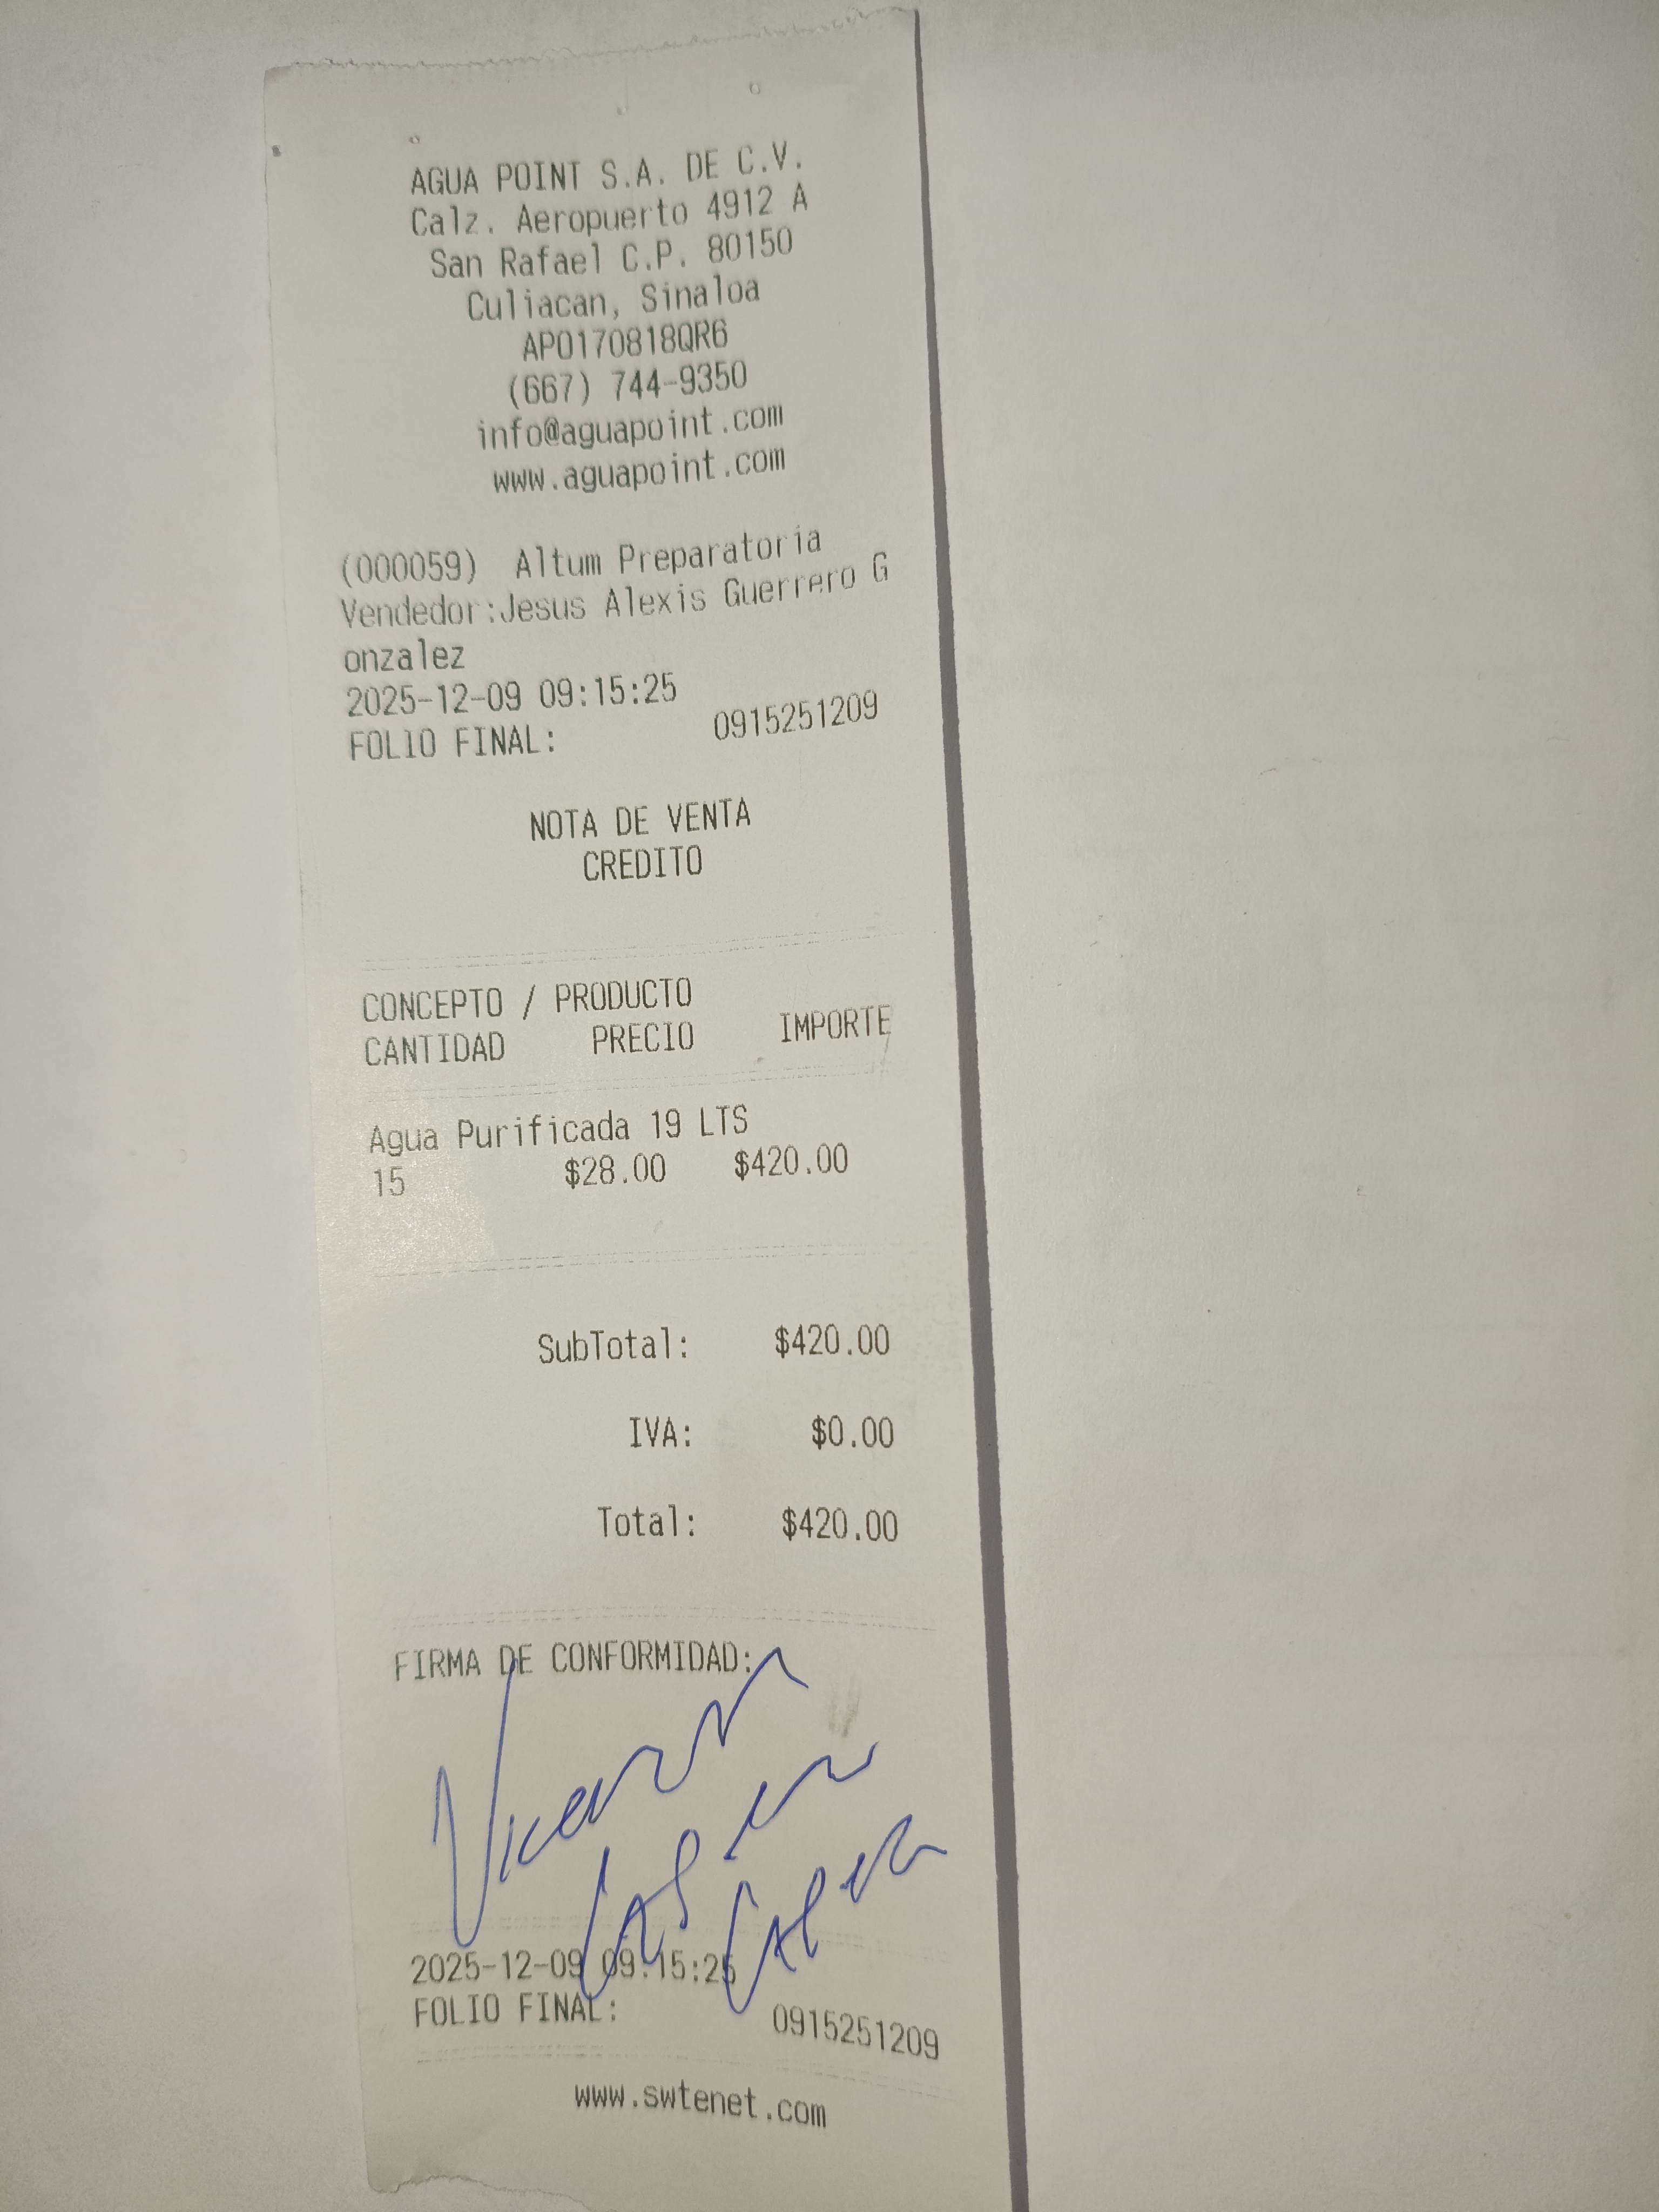 AGUA POINT S.A. DE C.V.
Calz. Aeropuerto 4912 A
San Rafael C.P. 80150
Culiacan, Sinaloa
APO170818QR6
(667) 744-9350
info@aguapoint.com
www.aguapoint.com
(000059) Altum Preparatoria
Vendedor:Jesus Alexis Guerrero G
onzalez
2025-12-09 09:15:25
FOLIO FINAL: 0915251209
NOTA DE VENTA
CREDITO
CONCEPTO / PRODUCTO
CANTIDAD PRECIO IMPORTE
Agua Purificada 19 LTS
15 $28.00 $420.00
SubTotal: $420.00
IVA: $0.00
Total: $420.00
FIRMA DE CONFORMIDAD:
2025-12-09 09:15:25
FOLIO FINAL: 0915251209
www.swtenet.com